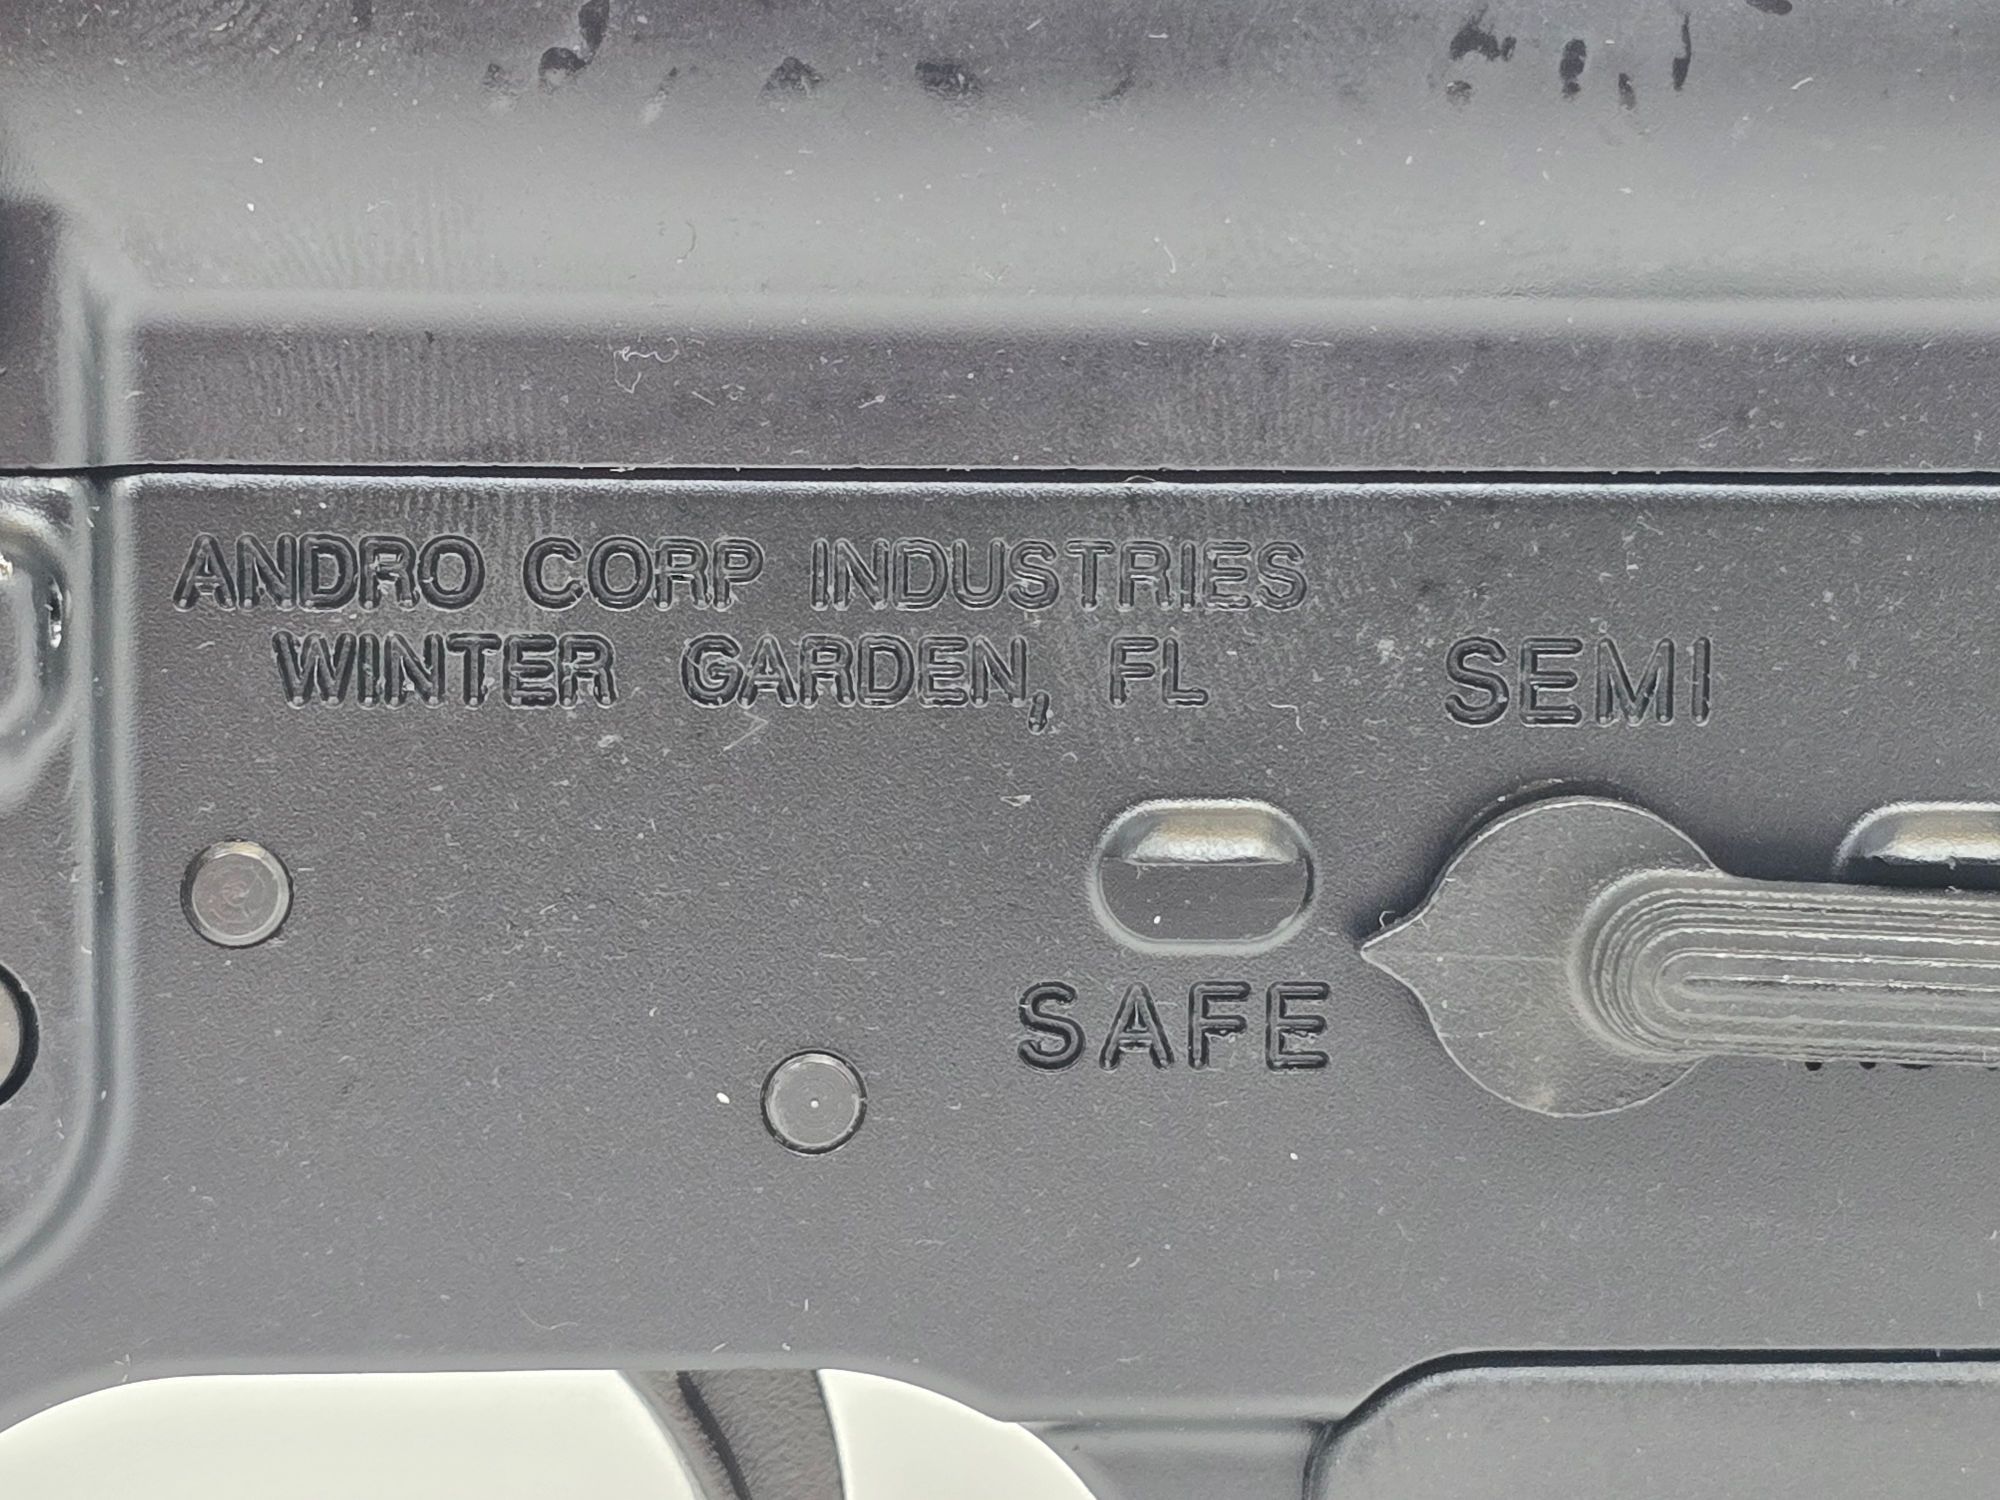 ANDRO CORP INDUSTRIES
WINTER GARDEN, FL
SEMI
SAFE